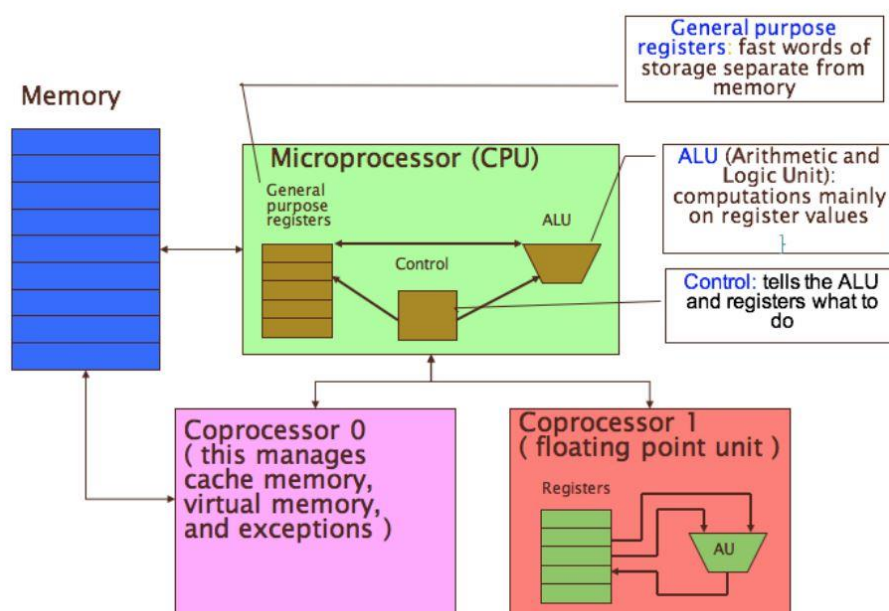 General purpose
registers: fast words of
storage separate from
memory
Memory
Microprocessor (CPU)
General
purpose
registers
ALU
Control
ALU (Arithmetic and
Logic Unit):
computations mainly
on register values
}
Control: tells the ALU
and registers what to
do
Coprocessor 0
( this manages
cache memory,
virtual memory,
and exceptions )
Coprocessor 1
( floating point unit )
Registers
AU